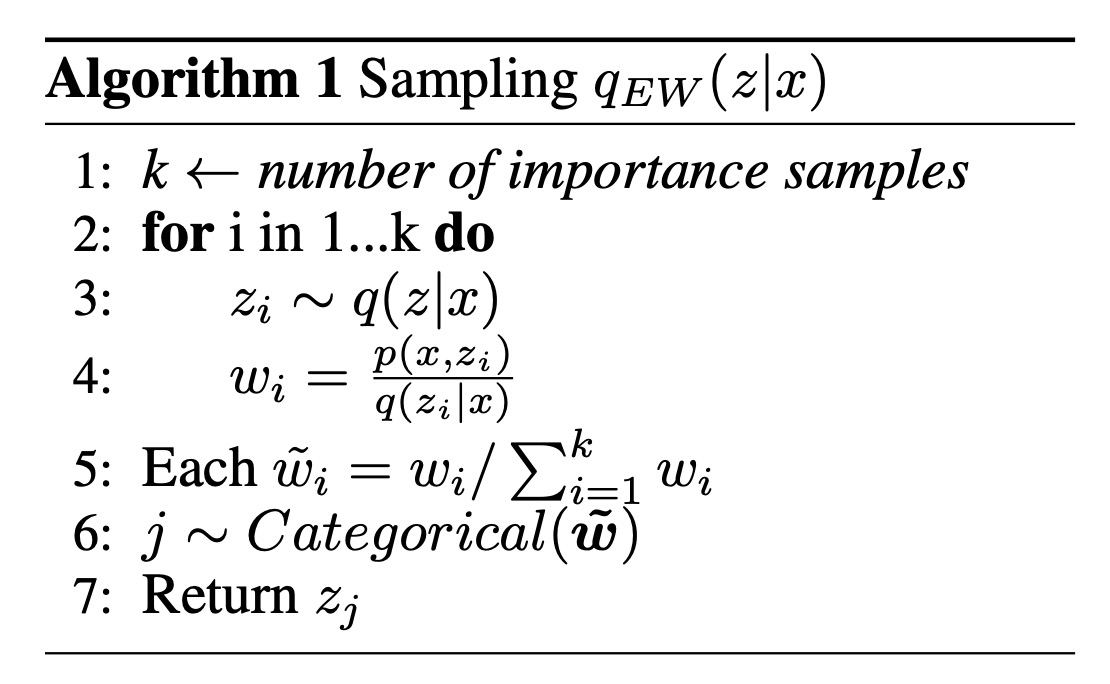 Algorithm 1 Sampling $q_{EW}(z|x)$
1: $k \leftarrow$ number of importance samples
2: for i in 1...k do
3: $z_i \sim q(z|x)$
4: $w_i = \frac{p(x,z_i)}{q(z_i|x)}$
5: Each $\tilde{w}_i = w_i / \sum_{i=1}^{k} w_i$
6: $j \sim Categorical(\tilde{\boldsymbol{w}})$
7: Return $z_j$